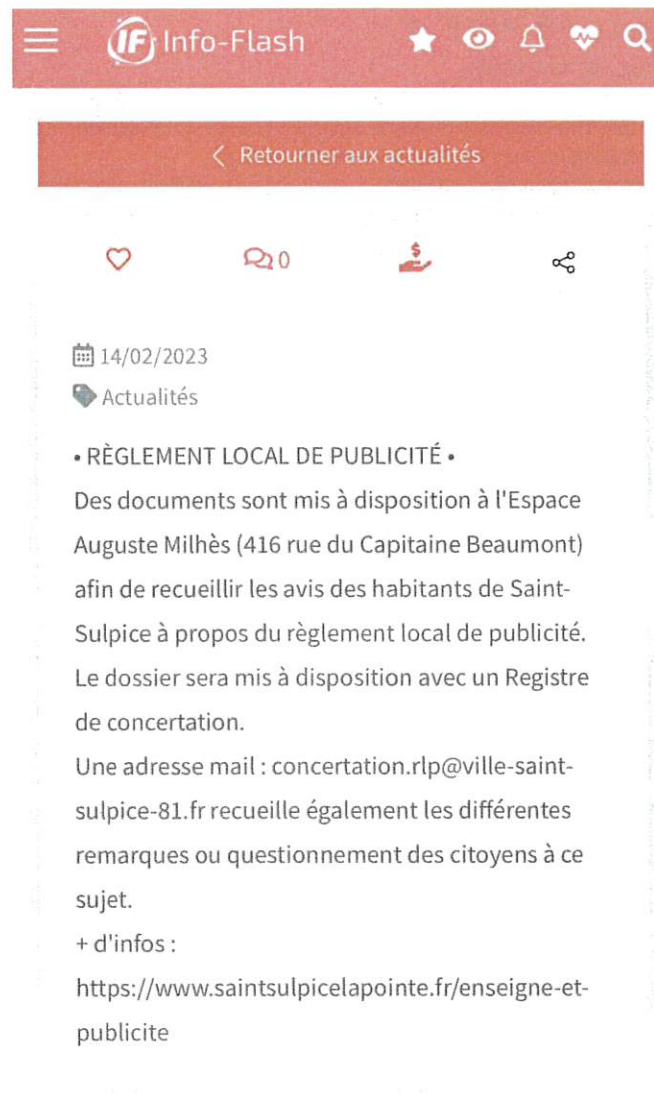 IF Info-Flash
Retourner aux actualités
0
14/02/2023
Actualités
• RÈGLEMENT LOCAL DE PUBLICITÉ •
Des documents sont mis à disposition à l'Espace
Auguste Milhès (416 rue du Capitaine Beaumont)
afin de recueillir les avis des habitants de Saint-
Sulpice à propos du règlement local de publicité.
Le dossier sera mis à disposition avec un Registre
de concertation.
Une adresse mail : concertation.rlp@ville-saint-
sulpice-81.fr recueille également les différentes
remarques ou questionnement des citoyens à ce
sujet.
+ d'infos :
https://www.saintsulpicelapointe.fr/enseigne-et-
publicite